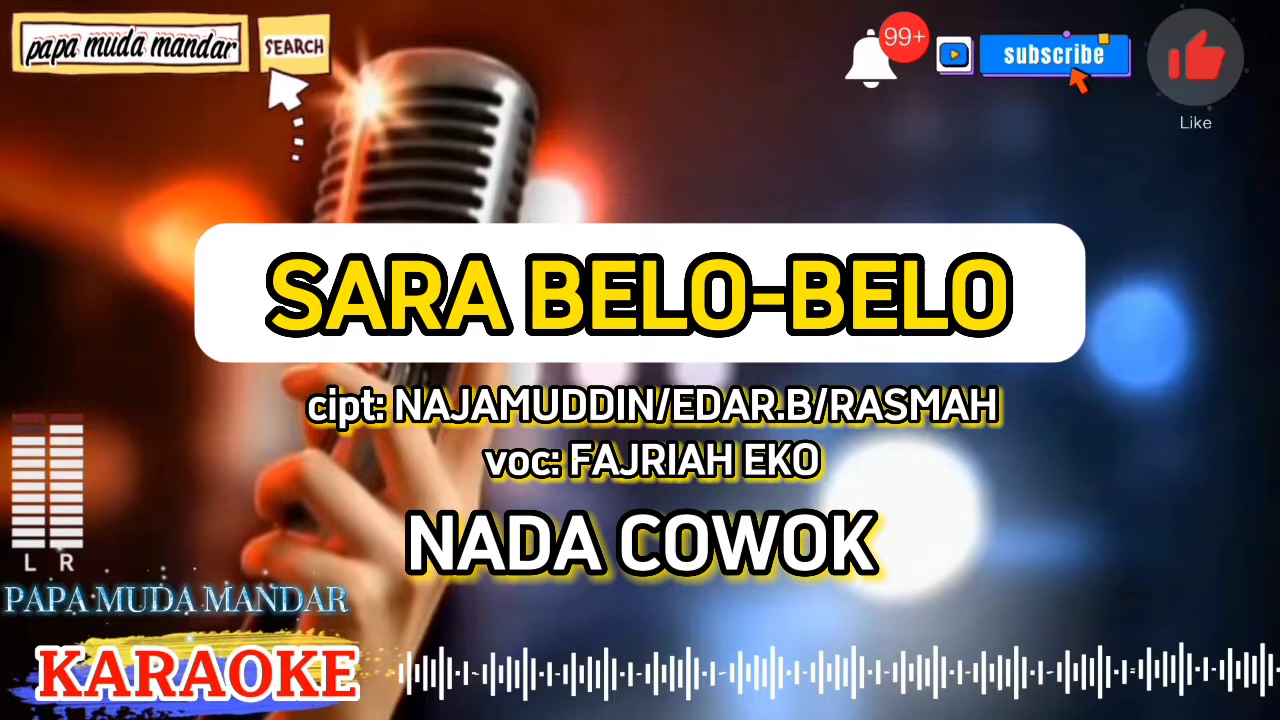 papa muda mandar
SEARCH
99+
subscribe
Like
SARA BELO-BELO
cipt: NAJAMUDDIN/EDAR.B/RASMAH
voc: FAJRIAH EKO
NADA COWOK
L R
PAPA MUDA MANDAR
KARAOKE